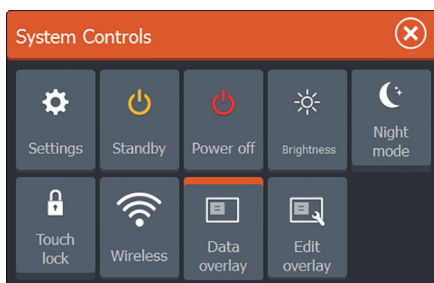 System Controls
Settings
Standby
Power off
Brightness
Night
mode
Touch
lock
Wireless
Data
overlay
Edit
overlay